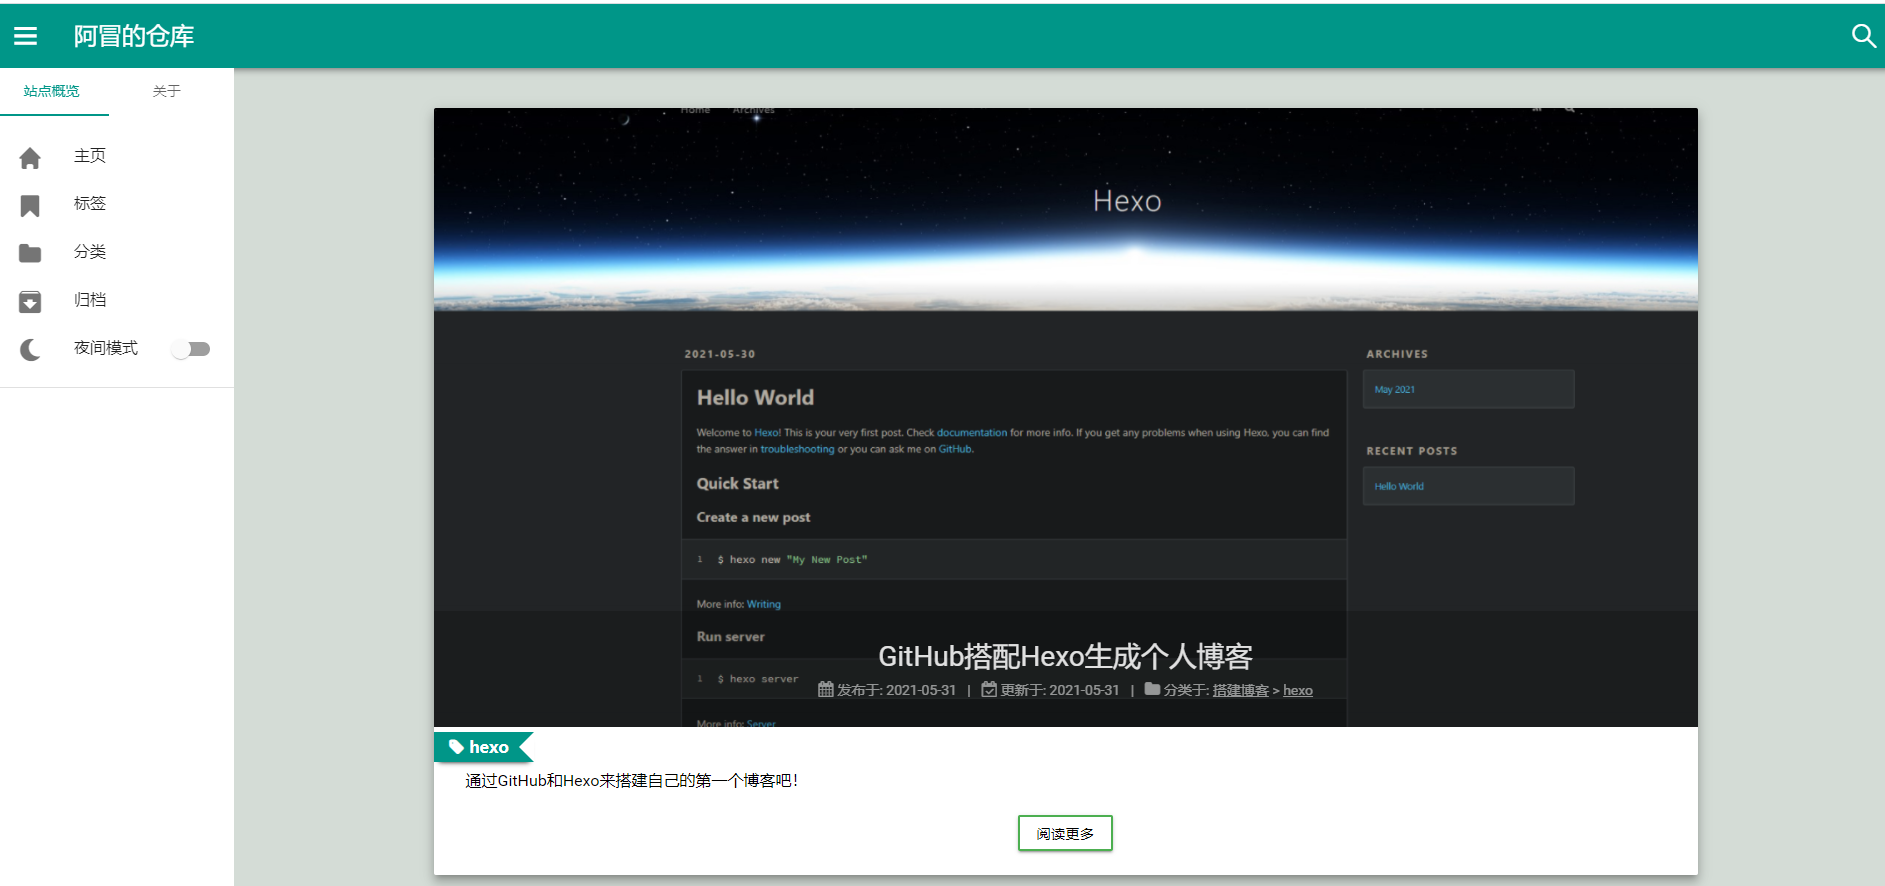 阿冒的仓库
站点概览 关于
主页
标签
分类
归档
夜间模式
Home Archives
Hexo
2021-05-30
Hello World
Welcome to Hexo! This is your very first post. Check documentation for more info. If you get any problems when using Hexo, you can find
the answer in troubleshooting or you can ask me on GitHub.
Quick Start
Create a new post
1 $ hexo new "My New Post"
More info: Writing
Run server
1 $ hexo server
More info: Server
ARCHIVES
May 2021
RECENT POSTS
Hello World
GitHub搭配Hexo生成个人博客
发布于: 2021-05-31 | 更新于: 2021-05-31 | 分类于: 搭建博客 > hexo
hexo
通过GitHub和Hexo来搭建自己的第一个博客吧!
阅读更多